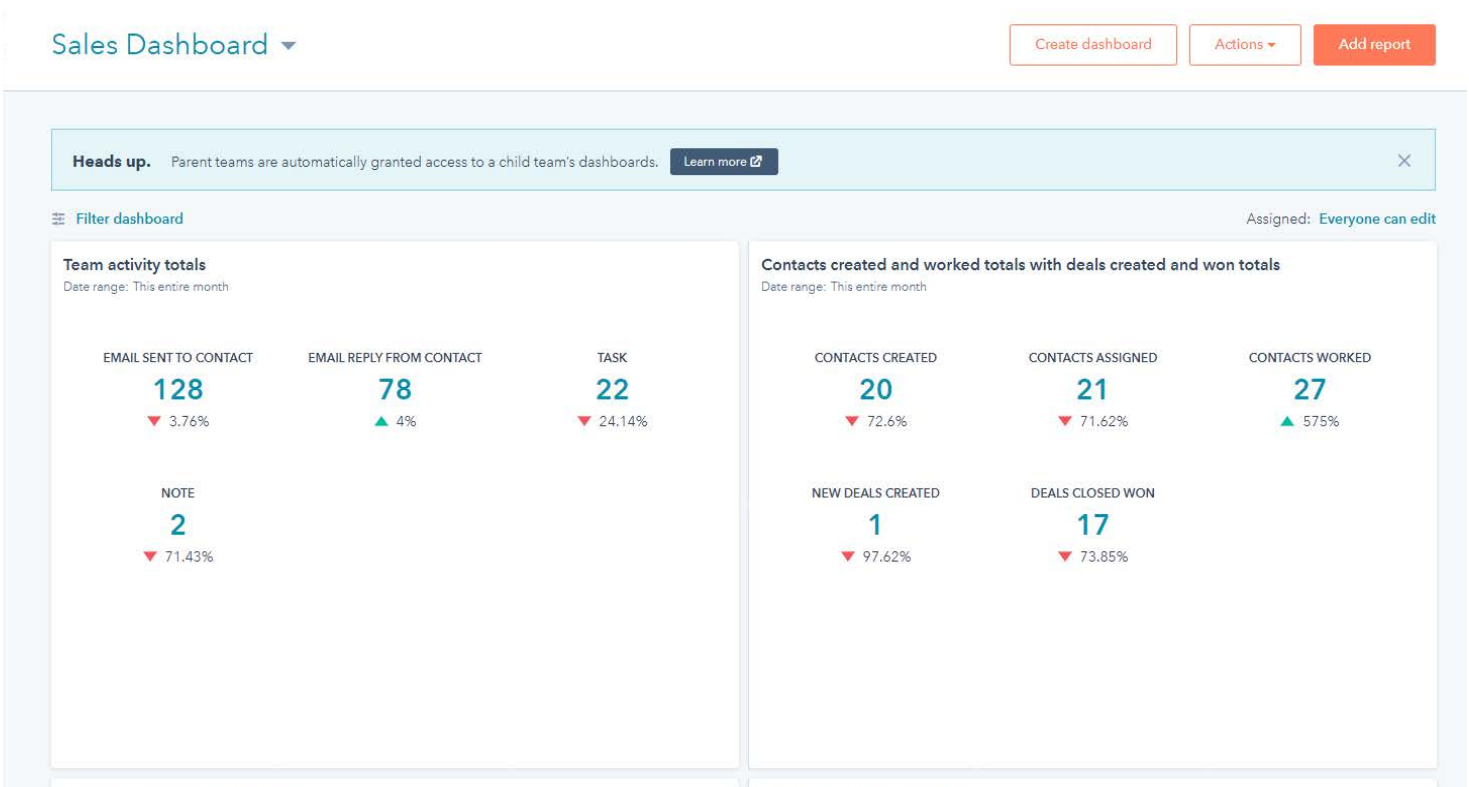 Sales Dashboard
Create dashboard
Actions
Add report
Heads up. Parent teams are automatically granted access to a child team's dashboards. Learn more
Filter dashboard
Assigned: Everyone can edit
Team activity totals
Date range: This entire month
EMAIL SENT TO CONTACT
128
3.76%
EMAIL REPLY FROM CONTACT
78
4%
TASK
22
24.14%
NOTE
2
71.43%
Contacts created and worked totals with deals created and won totals
Date range: This entire month
CONTACTS CREATED
20
72.6%
CONTACTS ASSIGNED
21
71.62%
CONTACTS WORKED
27
575%
NEW DEALS CREATED
1
97.62%
DEALS CLOSED WON
17
73.85%